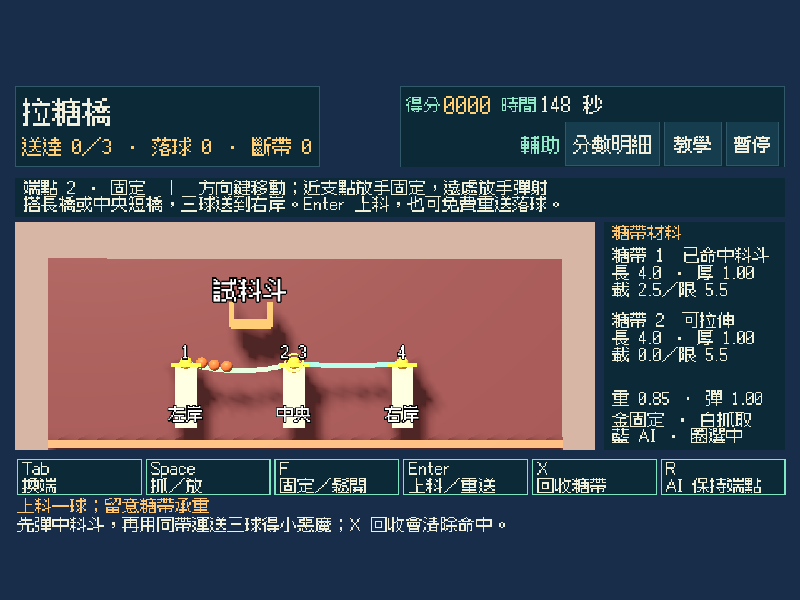 拉糖橋
送達 0/3 · 落球 0 · 斷帶 0
得分0000 時間148 秒
輔助 分數明細 教學 暫停
端點 2 · 固定 | 方向鍵移動；近支點放手固定，遠處放手彈射
搭長橋或中央短橋，三球送到右岸。Enter 上料，也可免費重送落球。
試料斗
1 2 3 4
左岸 中央 右岸
糖帶材料
糖帶 1 已命中料斗
長 4.0 · 厚 1.00
載 2.5/限 5.5
糖帶 2 可拉伸
長 4.0 · 厚 1.00
載 0.0/限 5.5
重 0.85 · 彈 1.00
金固定 · 白抓取
藍 AI · 圈選中
Tab
換端
Space
抓/放
F
固定/鬆開
Enter
上料/重送
X
回收糖帶
R
AI 保持端點
上料一球；留意糖帶承重
先彈中料斗，再用同帶運送三球得小惡魔；X 回收會清除命中。